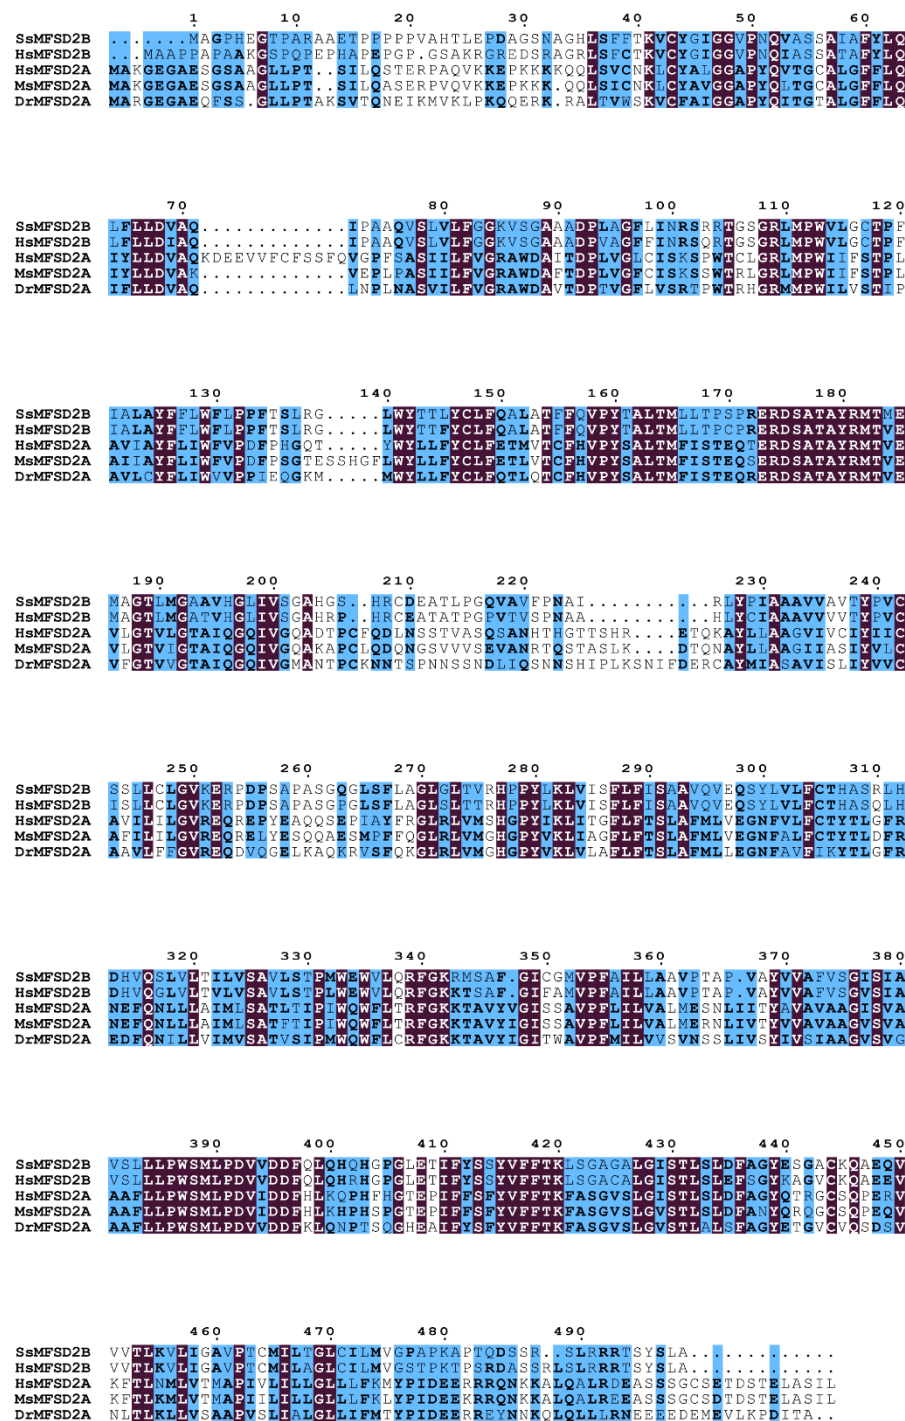 1 10 20 30 40 50 60
SsMFSD2B .......MAGPHEGTPARAAETPPPPPVAHTLEPDAGSNAGHLSFFTKVCYGIGGVPNQVASSAIAFYLQ
HsMFSD2B ...MAAPPAPAAKGSPQPEPHAPEPGP.GSAKRGREDSRAGRLSFCTKVCYGIGGVPNQIASSATAFYLQ
HsMFSD2A MAKGEGAESGSAAGLLPT..SILQSTERPAQVKKEPKKKKQQLSVCNKLCYALGGAPYQVTGCALGFFLQ
MsMFSD2A MAKGEGAESGSAAGLLPT..SILQASERPVQVKKEPKKK.QQLSICNKLCYAVGGAPYQLTGCALGFFLQ
DrMFSD2A MARGEGAEQFSS.GLLPTAKSVTQNEIKMVKLPKQQERK.RALTVWSKVCFAIGGAPYQITGTALGFFLQ
70 80 90 100 110 120
SsMFSD2B LFLLDVAQ.............IPAAQVSLVLFGGKVSGAAADPLAGFLINRSRRTGSGRLMPWVLGCTPF
HsMFSD2B LFLLDIAQ.............IPAAQVSLVLFGGKVSGAAADPVAGFFINRSQRTGSGRLMPWVLGCTPF
HsMFSD2A IYLLDVAQKDEEVVFCFSSFQVGPFSASIILFVGRAWDAITDPLVGLCISKSPWTCLGRLMPWIIFSTPL
MsMFSD2A IYLLDVAK.............VEPLPASIILFVGRAWDAFTDPLVGFCISKSSWTRLGRLMPWIIFSTPL
DrMFSD2A IFLLDVAQ.............LNPLNASVILFVGRAWDAVTDPTVGFLVSRTPWTRHGRMMPWILVSTIP
130 140 150 160 170 180
SsMFSD2B IALAYFFLWFLPPFTSLRG.....LWYTTLYCLFQALATFFQVPYTALTMLLTPSPRERDSATAYRMTME
HsMFSD2B IALAYFFLWFLPPFTSLRG.....LWYTTFYCLFQALATFFQVPYTALTMLLTPCPRERDSATAYRMTVE
HsMFSD2A AVIAYFLIWFVPDFPHGQT.....YWYLLFYCLFETMVTCFHVPYSALTMFISTEQSERDSATAYRMTVE
MsMFSD2A AIIAYFLIWFVPDFPSGTESSHGFLWYLLFYCLFETLVTCFHVPYSALTMFISTEQSERDSATAYRMTVE
DrMFSD2A AVLCYFLIWVVPPIEQGKM.....MWYLLFYCLFQTLQTCFHVPYSALTMFISTEQRERDSATAYRMTVE
190 200 210 220 230 240
SsMFSD2B MAGTLMGAAVHGLIVSGAHGS..HRCDEATLPGQVAVFPNAI...........RLYPIAAAVVAVTYPVC
HsMFSD2B MAGTLMGATVHGLIVSGAHRP..HRCEATATPGPVTVSPNAA...........HLYCIAAAVVVVTYPVC
HsMFSD2A VLGTVLGTAIQGQIVGQADTPCFQDLNSSTVASQSANHTHGTTSHR....ETQKAYLLAAGVIVCIYIIC
MsMFSD2A VLGTVIGTAIQGQIVGQAKAPCLQDQNGSVVVSEVANRTQSTASLK....DTQNAYLLAAGIIASIYVLC
DrMFSD2A VFGTVVGTAIQGQIVGMANTPCKNNTSPNNSSNDLIQSNNSHIPLKSNIFDERCAYMIASAVISLIYVVC
250 260 270 280 290 300 310
SsMFSD2B SSLLCLGVKERPDPSAPASGQGLSFLAGLGLTVRHPPYLKLVISFLFISAAVQVEQSYLVLFCTHASRLH
HsMFSD2B ISLLCLGVKERPDPSAPASGPGLSFLAGLSLTTRHPPYLKLVISFLFISAAVQVEQSYLVLFCTHASQLH
HsMFSD2A AVILILGVREQREPYEAQQSEPIAYFRGLRLVMSHGPYIKLITGFLFTSLAFMLVEGNFVLFCTYTLGFR
MsMFSD2A AFILILGVREQRELYESQQAESMPFFQGLRLVMGHGPYVKLIAGFLFTSLAFMLVEGNFALFCTYTLGFR
DrMFSD2A AAVLFFGVREQDVQGELKAQKRVSFQKGLRLVMGHGPYVKLVLAFLFTSLAFMLLEGNFAVFIKYTLGFR
320 330 340 350 360 370 380
SsMFSD2B DHVQSLVLTILVSAVLSTPMWEWVLQRFGKRMSAF.GICGMVPFAILLAAVPTAP.VAYVVAFVSGISIA
HsMFSD2B DHVQGLVLTVLVSAVLSTPLWEWVLQRFGKKTSAF.GIFAMVPFAILLAAVPTAP.VAYVVAFVSGVSIA
HsMFSD2A NEFQNLLLAIMLSATLTIPIWQWFLTRFGKKTAVYVGISSAVPFLILVALMESNLIITYAVAVAAGISVA
MsMFSD2A NEFQNLLLAIMLSATFTIPIWQWFLTRFGKKTAVYIGISSAVPFLILVALMERNLIVTYVVAVAAGVSVA
DrMFSD2A EDFQNILLVIMVSATVSIPMWQWFLCRFGKKTAVYIGITWAVPFMILVVSVNSSLIVSYIVSIAAGVSVG
390 400 410 420 430 440 450
SsMFSD2B VSLLLPWSMLPDVVDDFQLQHQHGPGLETIFYSSYVFFTKLSGAGALGISTLSLDFAGYESGACKQAEQV
HsMFSD2B VSLLLPWSMLPDVVDDFQLQHRHGPGLETIFYSSYVFFTKLSGACALGISTLSLEFSGYKAGVCKQAEEV
HsMFSD2A AAFLLPWSMLPDVIDDFHLKQPHFHGTEPIFFSFYVFFTKFASGVSLGISTLSLDFAGYQTRGCSQPERV
MsMFSD2A AAFLLPWSMLPDVIDDFHLKHPHSPGTEPIFFSFYVFFTKFASGVSLGVSTLSLDFANYQRQGCSQPEQV
DrMFSD2A AAFLLPWSMLPDVVDDFKLQNPTSQGHEAIFYSFYVFFTKFASGVSLGVSTLALSFAGYETGVCVQSDSV
460 470 480 490
SsMFSD2B VVTLKVLIGAVPTCMILTGLCILMVGPAPKAPTQDSSR..SLRRRTSYSLA............
HsMFSD2B VVTLKVLIGAVPTCMILAGLCILMVGSTPKTPSRDASSRLSLRRRTSYSLA............
HsMFSD2A KFTLNMLVTMAPIVLILLGLLLFKMYPIDEERRRQNKKALQALRDEASSSGCSETDSTELASIL
MsMFSD2A KFTLKMLVTMAPIILILLGLLLFKLYPIDEEKRRQNKKALQALREEASSSGCSDTDSTELASIL
DrMFSD2A NLTLKLLVSAAPVSLIALGLLIFMTYPIDEERREYNNKQLQLLLRNEEEEDEMEVLKPDITA..